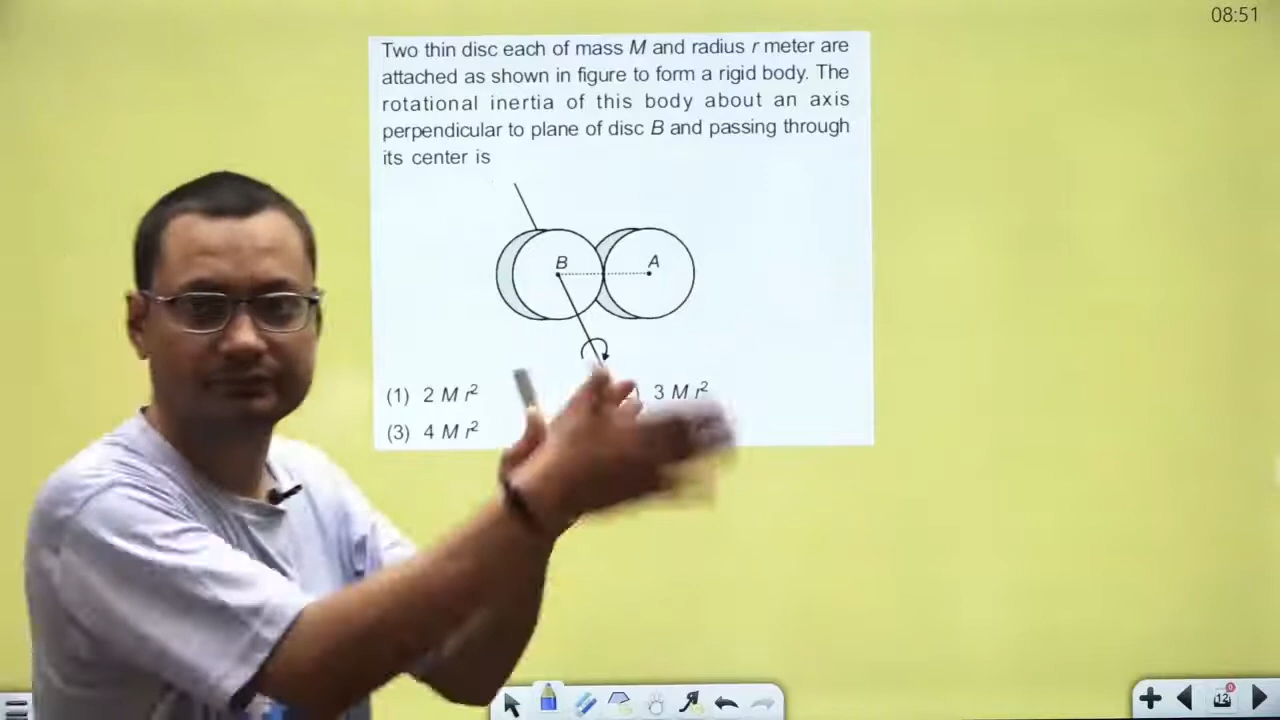 08:51
Two thin disc each of mass M and radius r meter are
attached as shown in figure to form a rigid body. The
rotational inertia of this body about an axis
perpendicular to plane of disc B and passing through
its center is
B
A
(1) 2 M r²
) 3 M r²
(3) 4 M r²
12